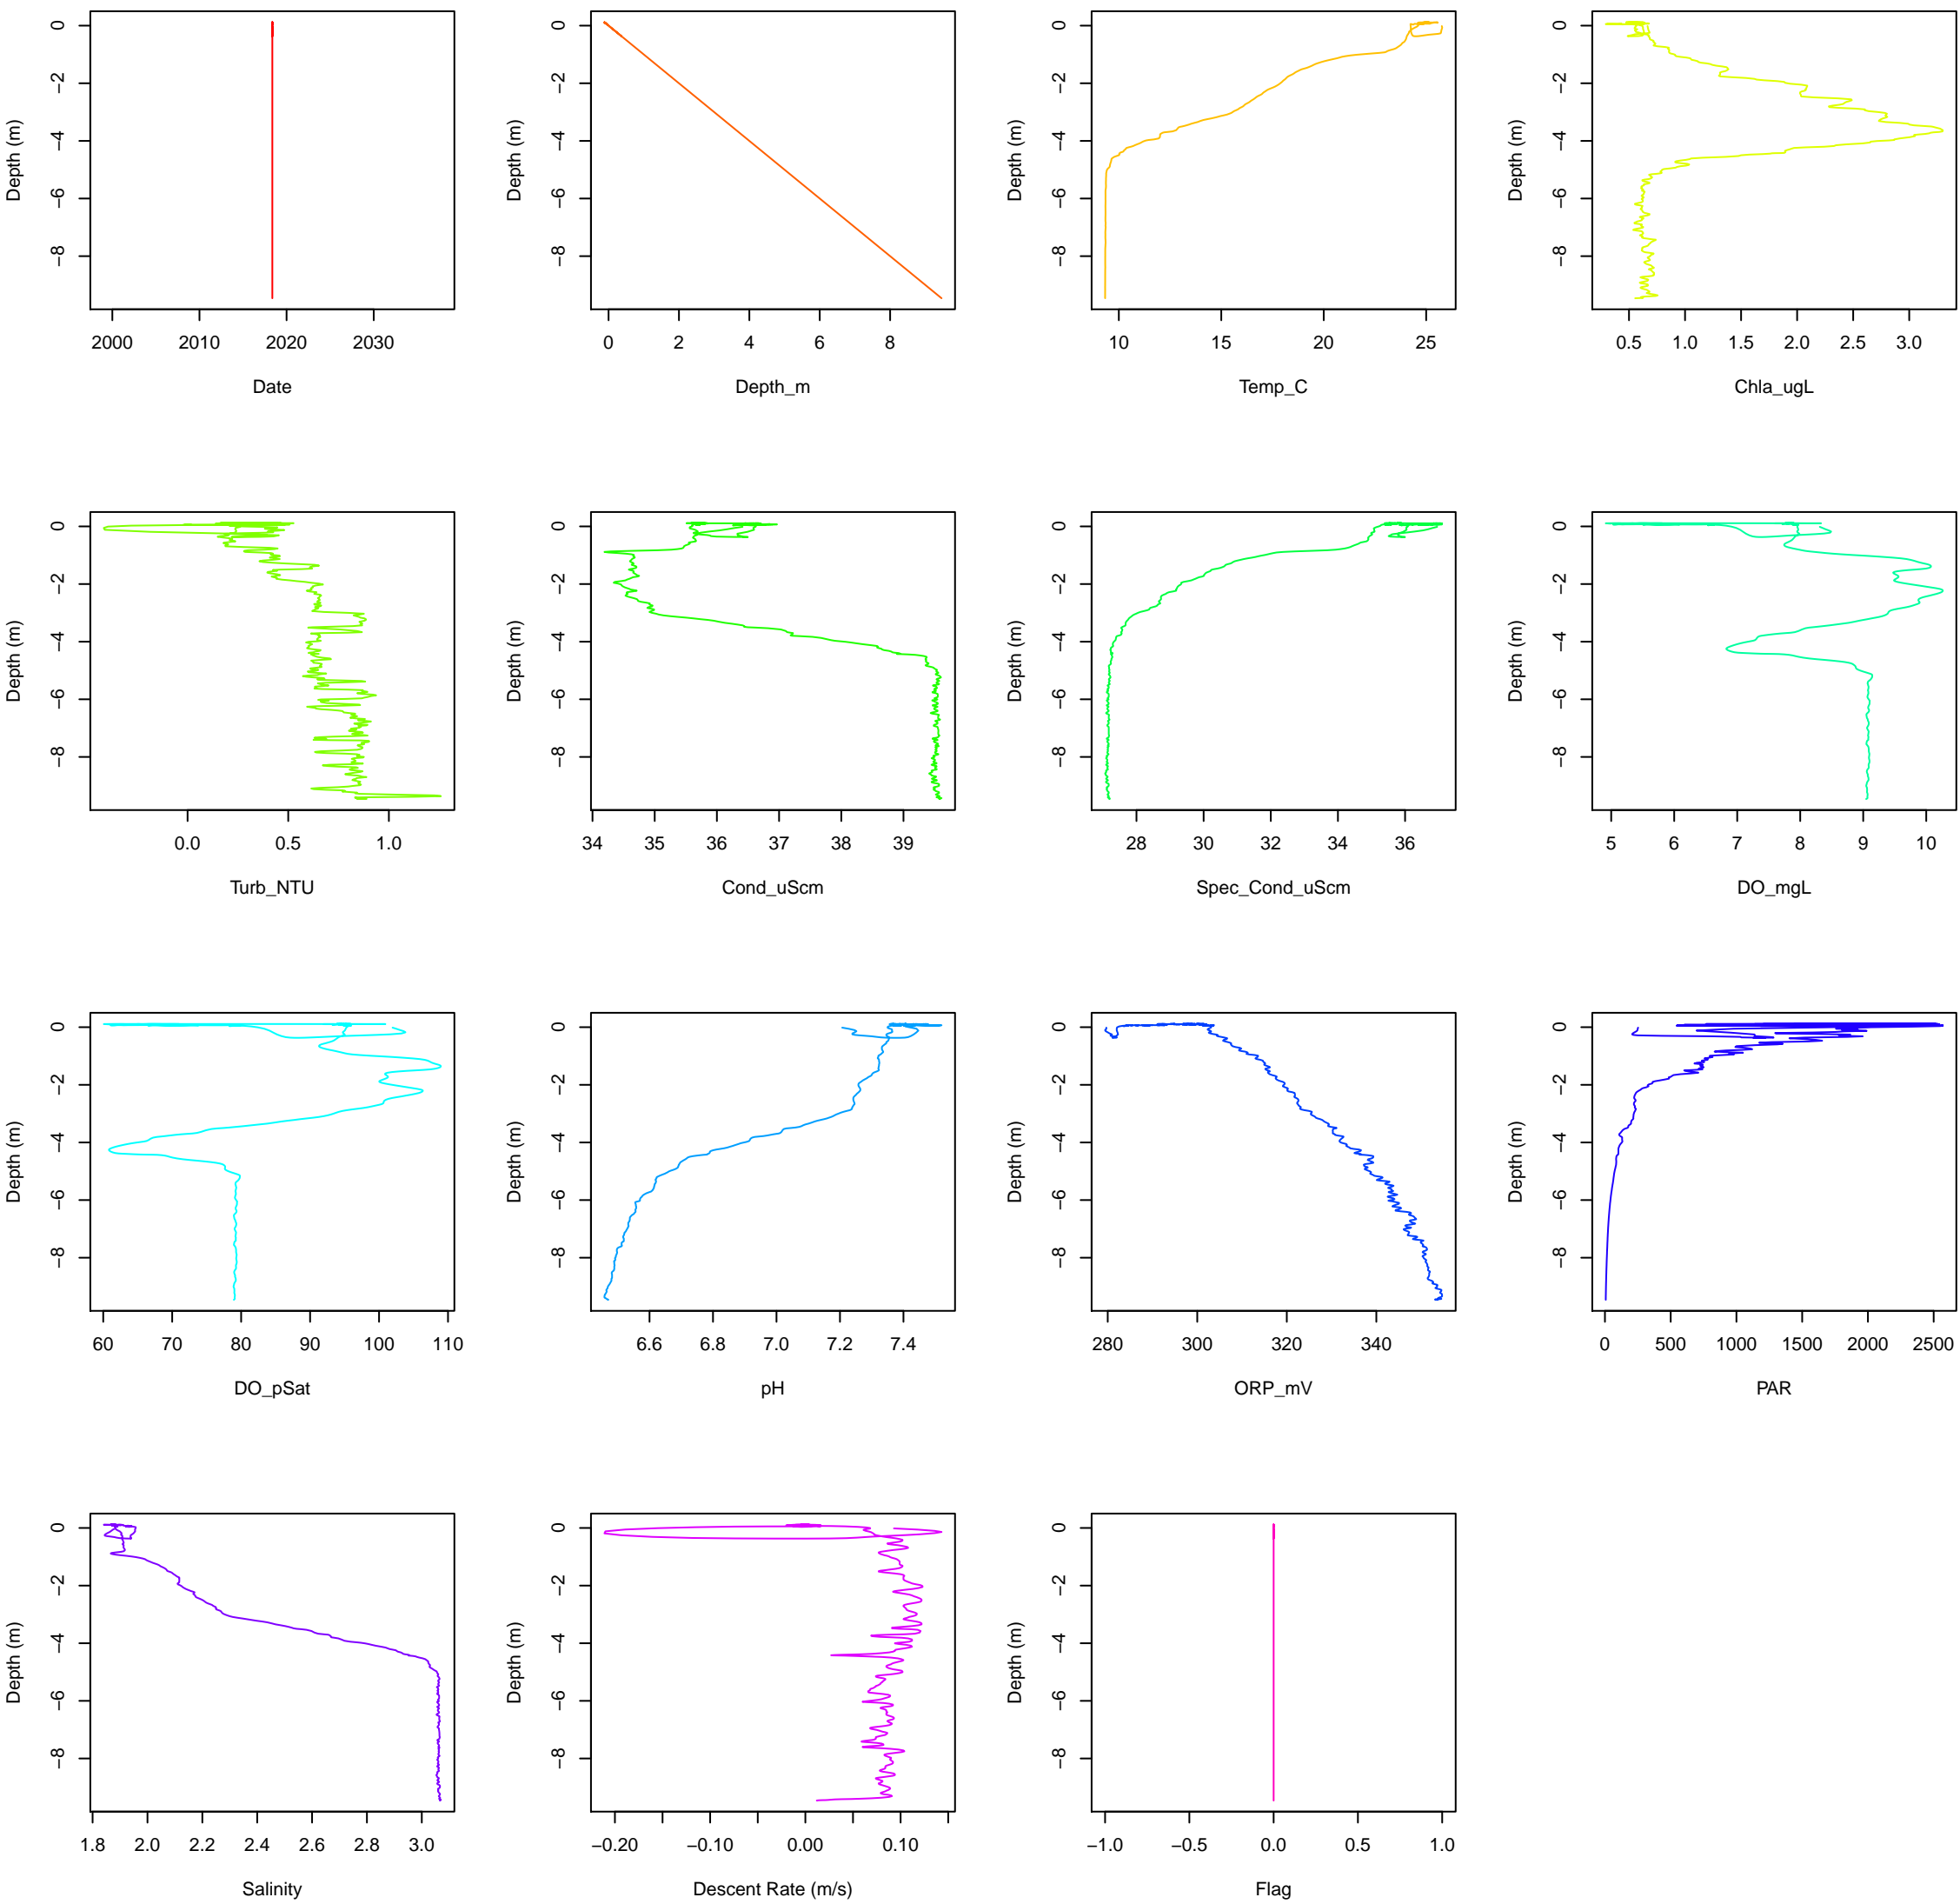 0 −2 −4 −6 −8
Depth (m)
2000 2010 2020 2030
Date
0 −2 −4 −6 −8
Depth (m)
0 2 4 6 8
Depth_m
0 −2 −4 −6 −8
Depth (m)
10 15 20 25
Temp_C
0 −2 −4 −6 −8
Depth (m)
0.5 1.0 1.5 2.0 2.5 3.0
Chla_ugL
0 −2 −4 −6 −8
Depth (m)
0.0 0.5 1.0
Turb_NTU
0 −2 −4 −6 −8
Depth (m)
34 35 36 37 38 39
Cond_uScm
0 −2 −4 −6 −8
Depth (m)
28 30 32 34 36
Spec_Cond_uScm
0 −2 −4 −6 −8
Depth (m)
5 6 7 8 9 10
DO_mgL
0 −2 −4 −6 −8
Depth (m)
60 70 80 90 100 110
DO_pSat
0 −2 −4 −6 −8
Depth (m)
6.6 6.8 7.0 7.2 7.4
pH
0 −2 −4 −6 −8
Depth (m)
280 300 320 340
ORP_mV
0 −2 −4 −6 −8
Depth (m)
0 500 1000 1500 2000 2500
PAR
0 −2 −4 −6 −8
Depth (m)
1.8 2.0 2.2 2.4 2.6 2.8 3.0
Salinity
0 −2 −4 −6 −8
Depth (m)
−0.20 −0.10 0.00 0.10
Descent Rate (m/s)
0 −2 −4 −6 −8
Depth (m)
−1.0 −0.5 0.0 0.5 1.0
Flag